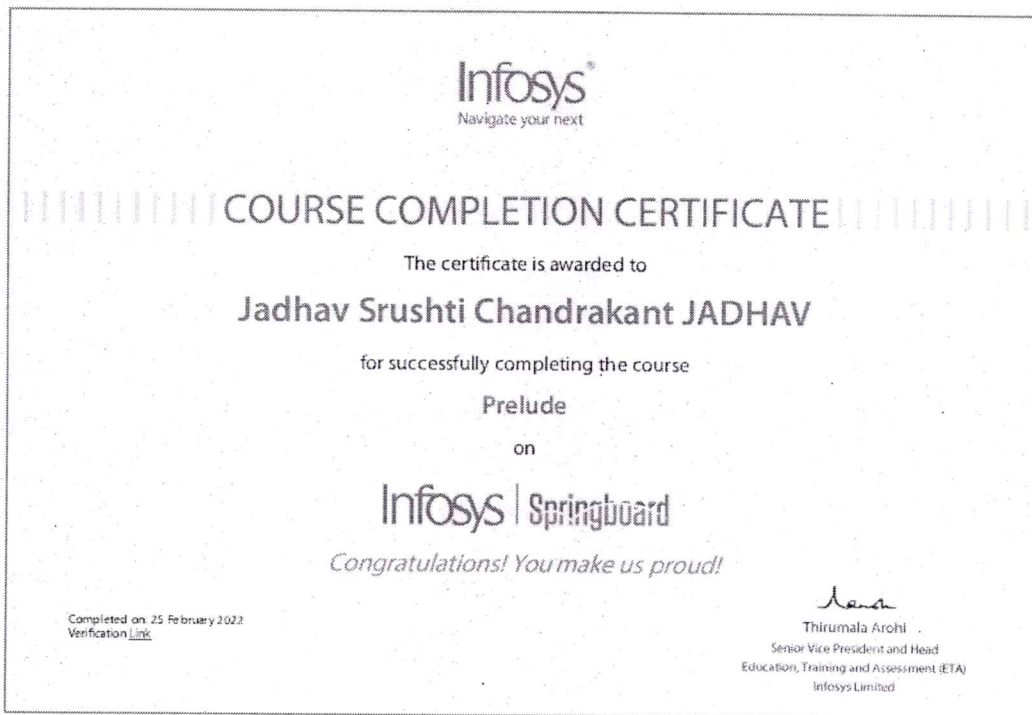 Infosys®
Navigate your next
COURSE COMPLETION CERTIFICATE
The certificate is awarded to
Jadhav Srushti Chandrakant JADHAV
for successfully completing the course
Prelude
on
Infosys | Springboard
Congratulations! You make us proud!
Completed on: 25 February 2022
Verification Link
Thirumala Arohi
Senior Vice President and Head
Education, Training and Assessment (ETA)
Infosys Limited